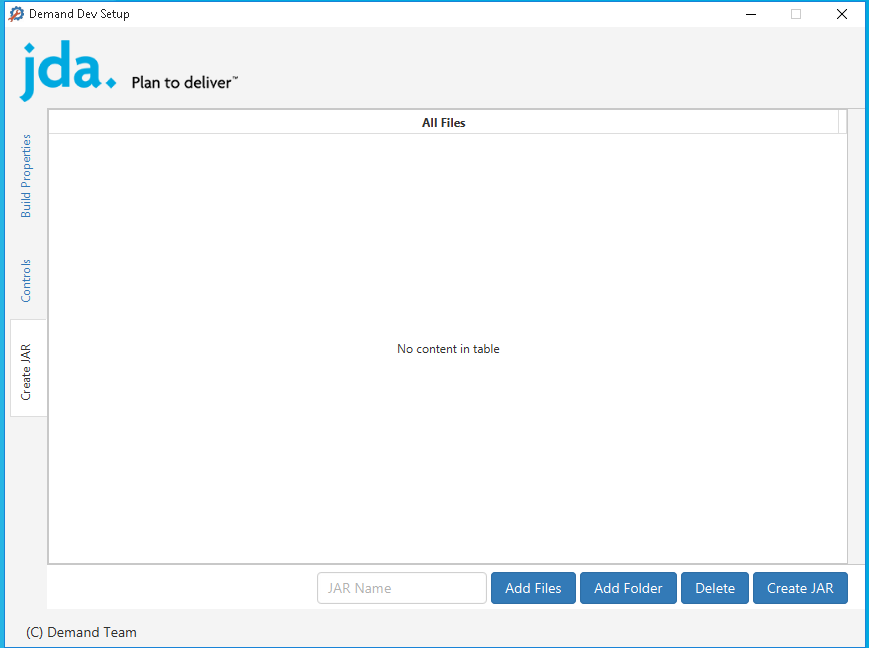 Demand Dev Setup
jda.
Plan to deliver™
Build Properties
Controls
Create JAR
All Files
No content in table
JAR Name
Add Files
Add Folder
Delete
Create JAR
(C) Demand Team